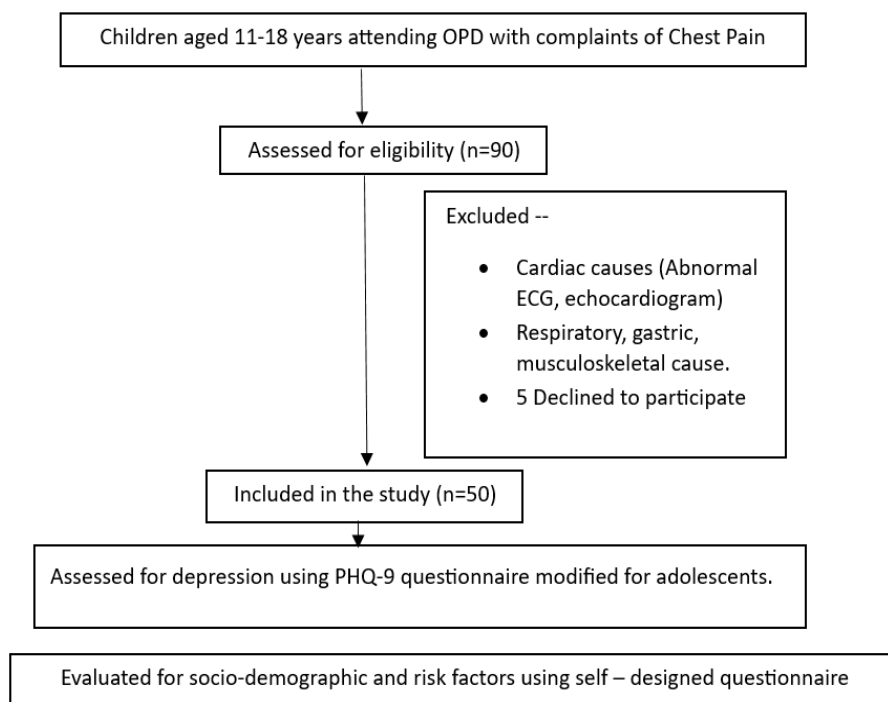 Children aged 11-18 years attending OPD with complaints of Chest Pain
Assessed for eligibility (n=90)
Excluded --
● Cardiac causes (Abnormal
ECG, echocardiogram)
● Respiratory, gastric,
musculoskeletal cause.
● 5 Declined to participate
Included in the study (n=50)
Assessed for depression using PHQ-9 questionnaire modified for adolescents.
Evaluated for socio-demographic and risk factors using self – designed questionnaire